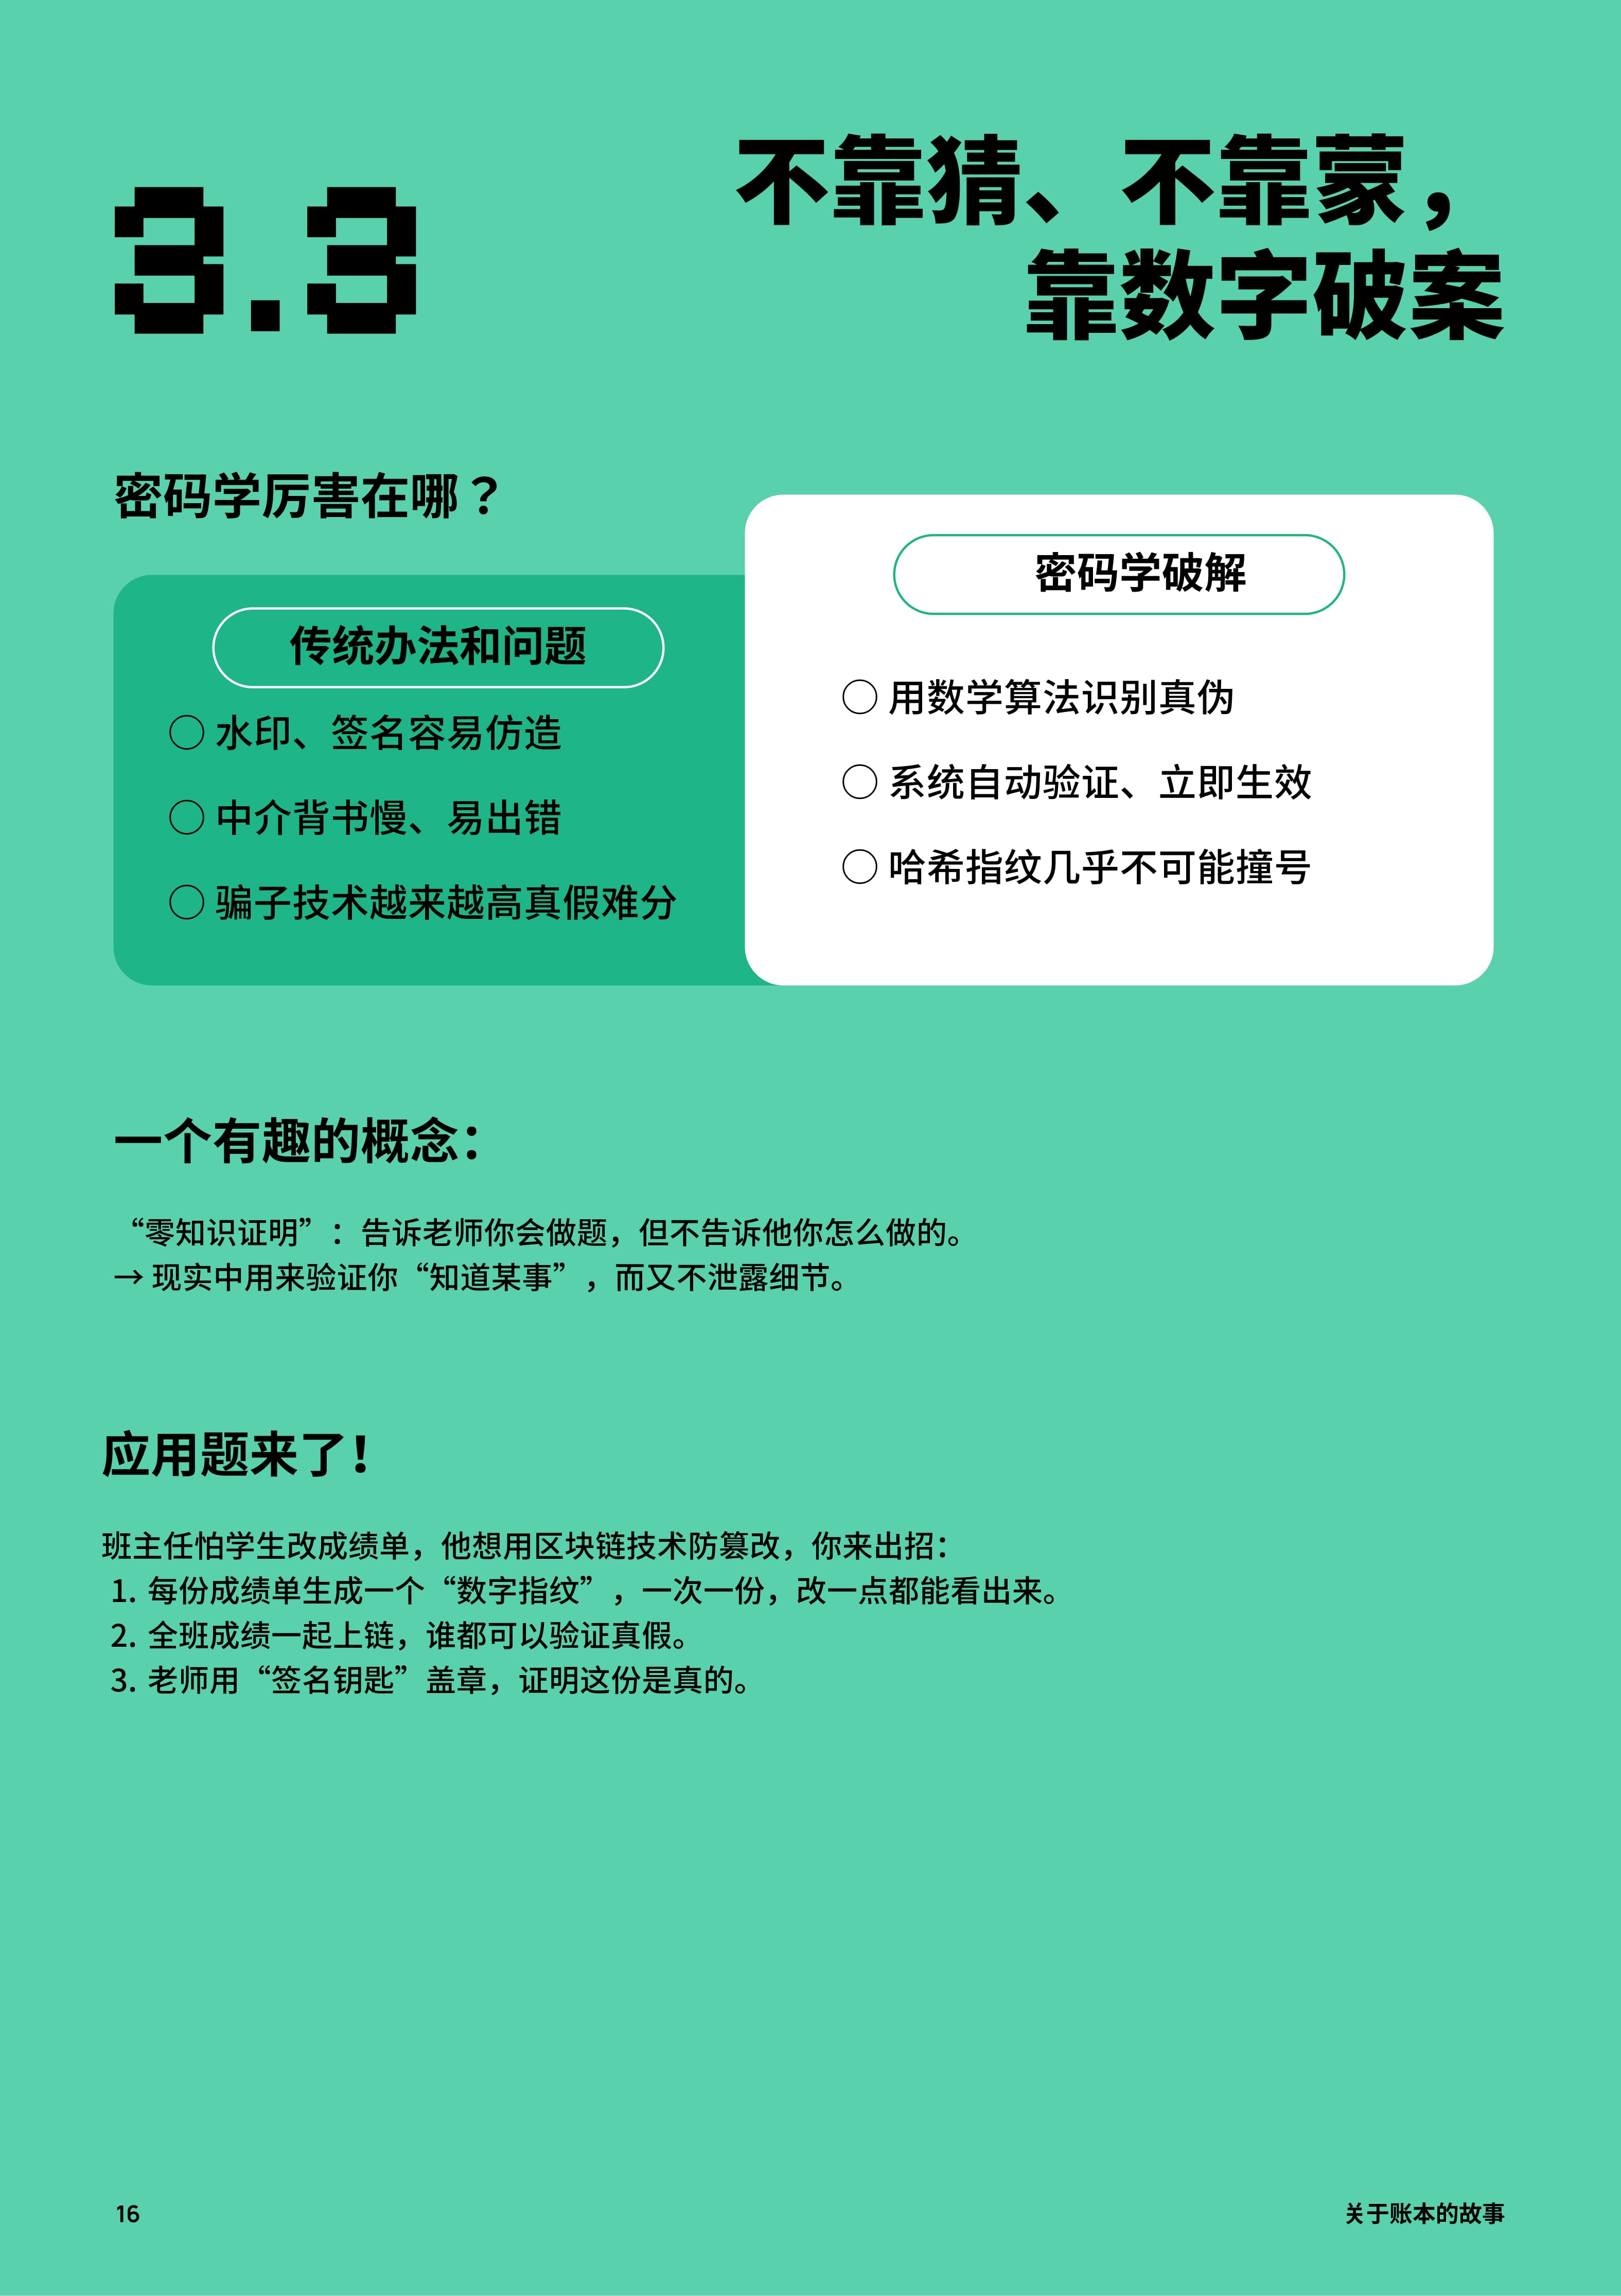 3.3
不靠猜、不靠蒙，
靠数字破案
密码学厉害在哪？
传统办法和问题
○ 水印、签名容易仿造
○ 中介背书慢、易出错
○ 骗子技术越来越高真假难分
密码学破解
○ 用数学算法识别真伪
○ 系统自动验证、立即生效
○ 哈希指纹几乎不可能撞号
一个有趣的概念：
“零知识证明”：告诉老师你会做题，但不告诉他你怎么做的。
→ 现实中用来验证你“知道某事”，而又不泄露细节。
应用题来了！
班主任怕学生改成绩单，他想用区块链技术防篡改，你来出招：
1. 每份成绩单生成一个“数字指纹”，一次一份，改一点都能看出来。
2. 全班成绩一起上链，谁都可以验证真假。
3. 老师用“签名钥匙”盖章，证明这份是真的。
16
关于账本的故事